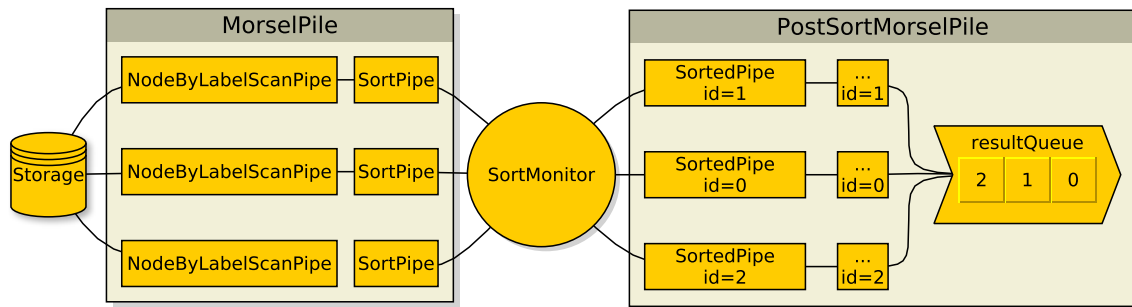 MorselPile
PostSortMorselPile
NodeByLabelScanPipe
SortPipe
SortedPipe
id=1
...
id=1
Storage
NodeByLabelScanPipe
SortPipe
SortMonitor
SortedPipe
id=0
...
id=0
resultQueue
2 1 0
NodeByLabelScanPipe
SortPipe
SortedPipe
id=2
...
id=2